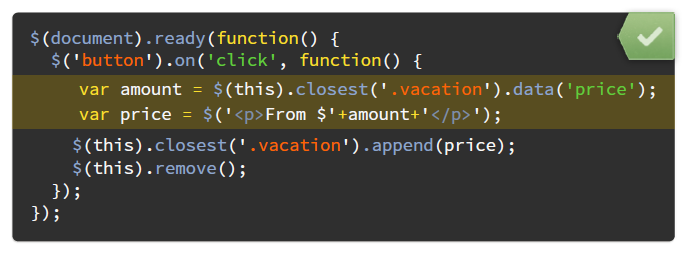 $(document).ready(function() {
$('button').on('click', function() {
var amount = $(this).closest('.vacation').data('price');
var price = $('<p>From $'+amount+'</p>');
$(this).closest('.vacation').append(price);
$(this).remove();
});
});